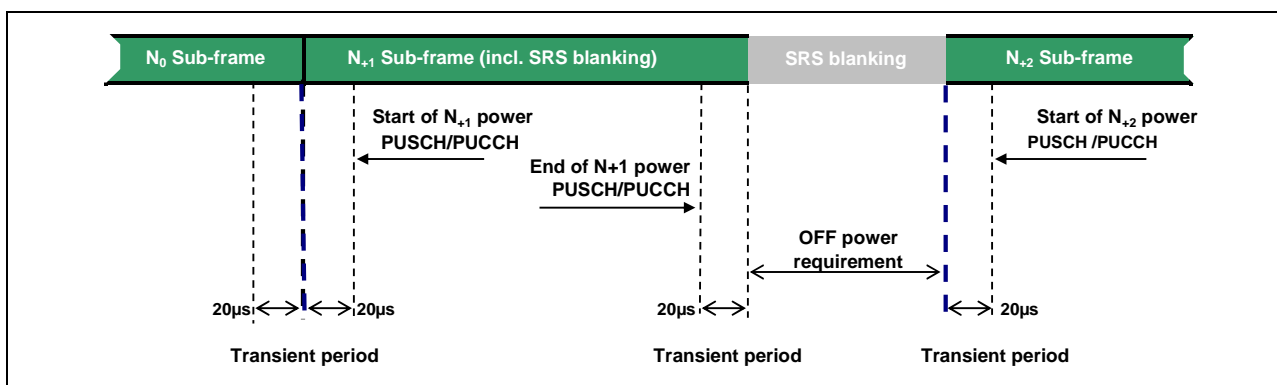 N₀ Sub-frame
N₊₁ Sub-frame (incl. SRS blanking)
SRS blanking
N₊₂ Sub-frame
Start of N₊₁ power
PUSCH/PUCCH
Start of N₊₂ power
PUSCH /PUCCH
End of N+1 power
PUSCH/PUCCH
OFF power
requirement
20µs
20µs
20µs
20µs
Transient period
Transient period
Transient period